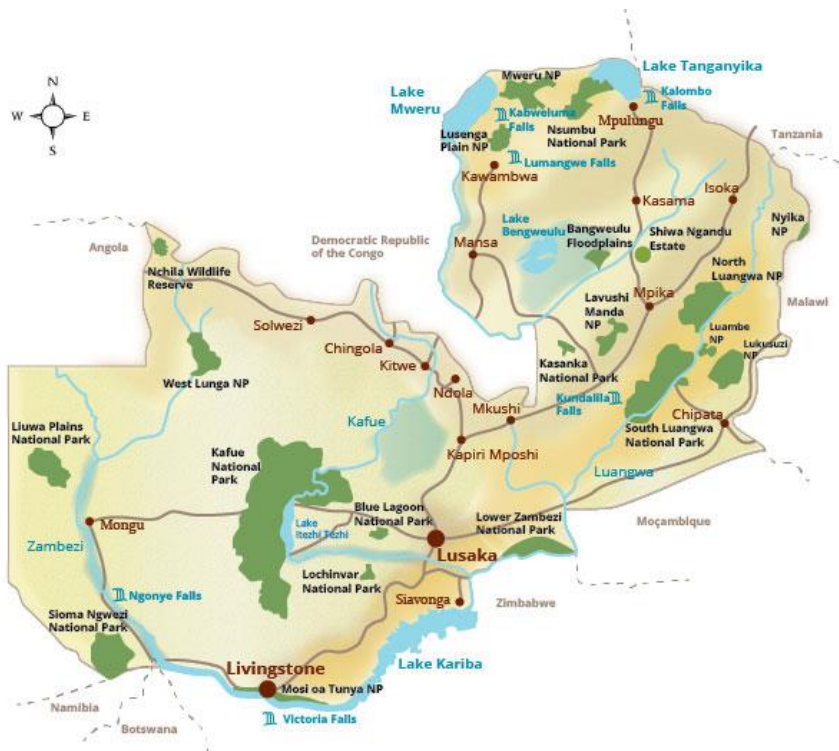 N
W
E
S
Lake Tanganyika
Mweru NP
Lake
Mweru
Kalombo
Falls
Kabweluma
Falls
Mpulungu
Nsumbu
National Park
Lusenga
Plain NP
Tanzania
Lumangwe Falls
Kawambwa
Kasama
Isoka
Nyika
NP
Lake
Bengweulu
Bangweulu
Floodplains
Shiwa Ngandu
Estate
Angola
Democratic Republic
of the Congo
Mansa
North
Luangwa NP
Nchila Wildlife
Reserve
Mpika
Malawi
Lavushi
Manda
NP
Solwezi
Luambe
NP
Lukusuzi
NP
Chingola
Kitwe
Kasanka
National Park
West Lunga NP
Ndola
Mkushi
Kundalila
Falls
Chipata
Kafue
Liuwa Plains
National Park
South Luangwa
National Park
Kapiri Mposhi
Kafue
National
Park
Luangwa
Blue Lagoon
National Park
Lower Zambezi
National Park
Moçambique
Mongu
Lake
Itezhi Tezhi
Zambezi
Lusaka
Lochinvar
National Park
Ngonye Falls
Siavonga
Zimbabwe
Sioma Ngwezi
National Park
Lake Kariba
Livingstone
Mosi oa Tunya NP
Namibia
Victoria Falls
Botswana